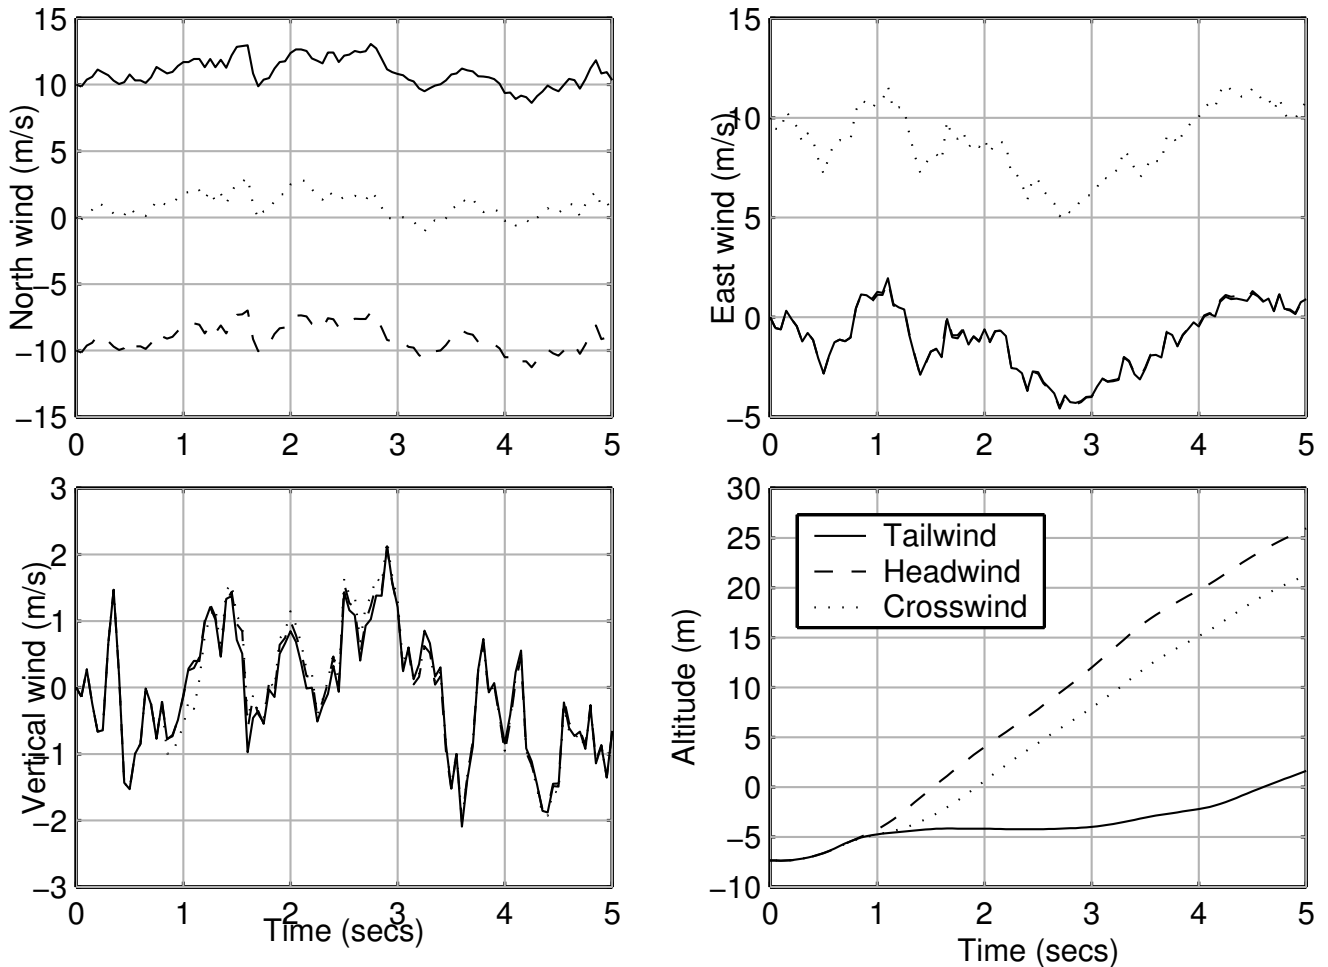 15
10
5
0
−5
−10
−15
North wind (m/s)
0 1 2 3 4 5
15
10
5
0
−5
East wind (m/s)
0 1 2 3 4 5
3
2
1
0
−1
−2
−3
Vertical wind (m/s)
0 1 2 3 4 5
Time (secs)
30
25
20
15
10
5
0
−5
−10
Altitude (m)
Tailwind
Headwind
Crosswind
0 1 2 3 4 5
Time (secs)